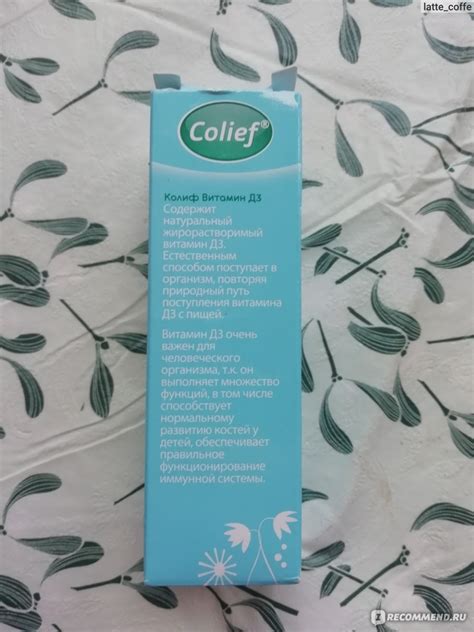 latte_coffe
Colief®
Колиф Витамин Д3
Содержит
натуральный
жирорастворимый
витамин Д3.
Естественным
способом поступает в
организм, повторяя
природный путь
поступления витамина
Д3 с пищей.
Витамин Д3 очень
важен для
человеческого
организма, т.к. он
выполняет множество
функций, в том числе
способствует
нормальному
развитию костей у
детей, обеспечивает
правильное
функционирование
иммунной системы.
RECOMMEND.RU